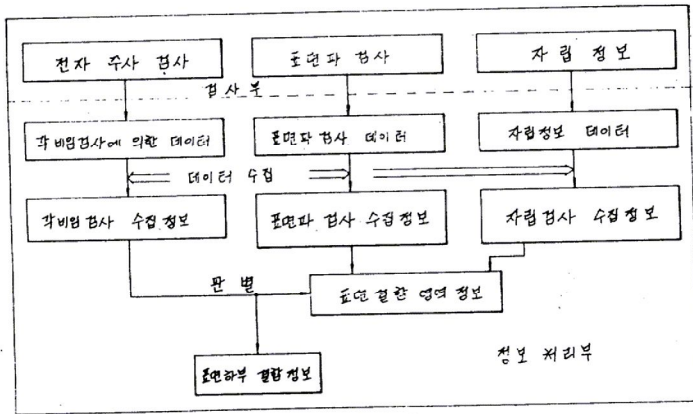 전자 주사 검사
표면파 검사
자립 정보
검사부
각비임검사에 의한 데이터
표면파 검사 데이터
자립정보 데이터
데이터 수집
각비임검사 수집정보
표면파 검사 수집정보
자립검사 수집정보
판별
표면 결함 영역 정보
표면하부 결함정보
정보 처리부